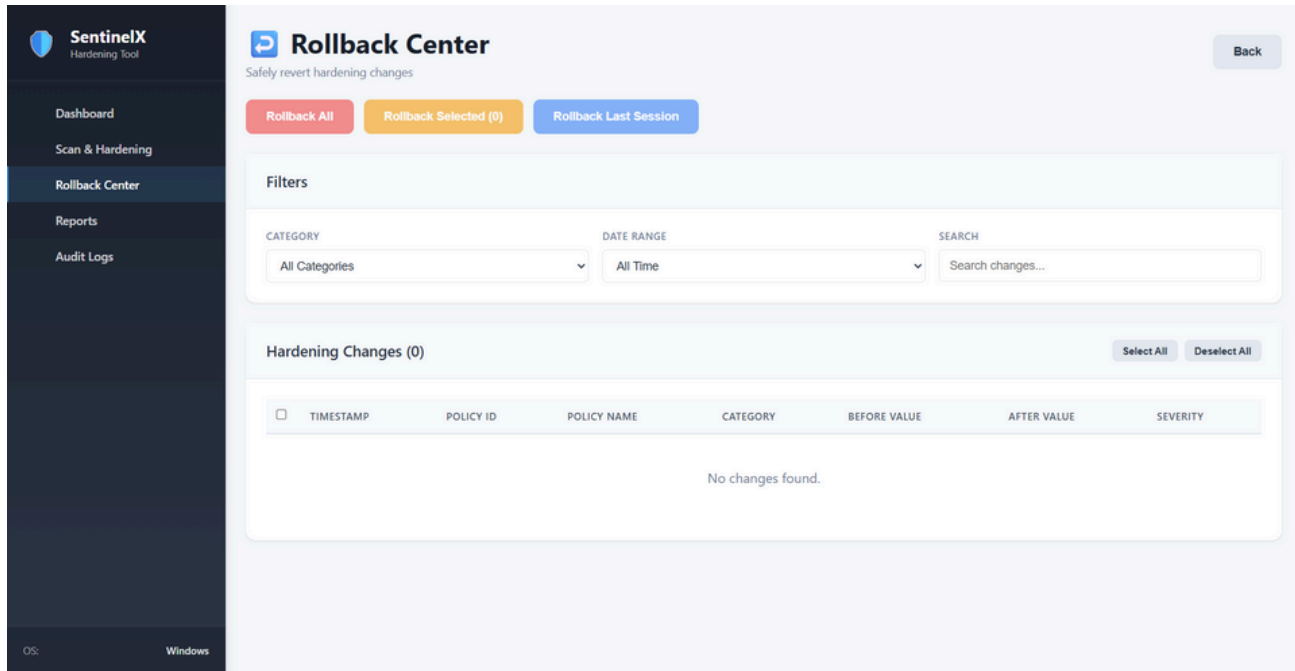 SentinelX
Hardening Tool
Dashboard
Scan & Hardening
Rollback Center
Reports
Audit Logs
OS: Windows
Rollback Center
Safely revert hardening changes
Back
Rollback All Rollback Selected (0) Rollback Last Session
Filters
CATEGORY DATE RANGE SEARCH
All Categories All Time Search changes...
Hardening Changes (0) Select All Deselect All
TIMESTAMP POLICY ID POLICY NAME CATEGORY BEFORE VALUE AFTER VALUE SEVERITY
No changes found.